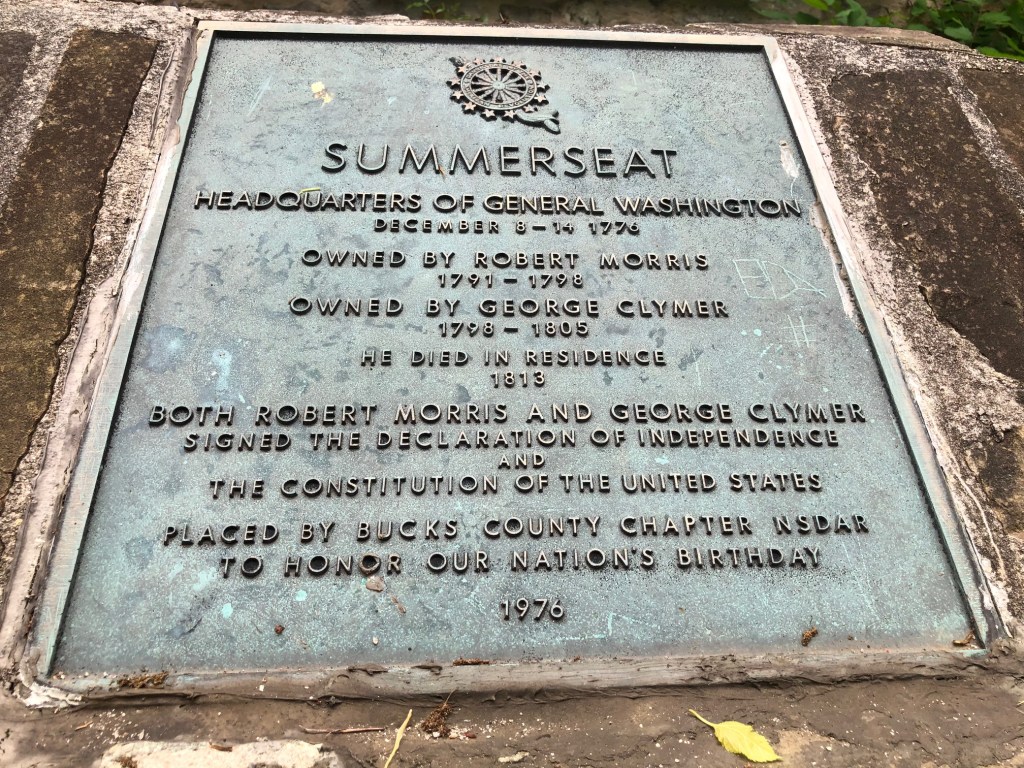 SUMMERSEAT
HEADQUARTERS OF GENERAL WASHINGTON
DECEMBER 8–14 1776
OWNED BY ROBERT MORRIS
1791–1798
OWNED BY GEORGE CLYMER
1798–1805
HE DIED IN RESIDENCE
1813
BOTH ROBERT MORRIS AND GEORGE CLYMER
SIGNED THE DECLARATION OF INDEPENDENCE
AND
THE CONSTITUTION OF THE UNITED STATES
PLACED BY BUCKS COUNTY CHAPTER NSDAR
TO HONOR OUR NATION'S BIRTHDAY
1976